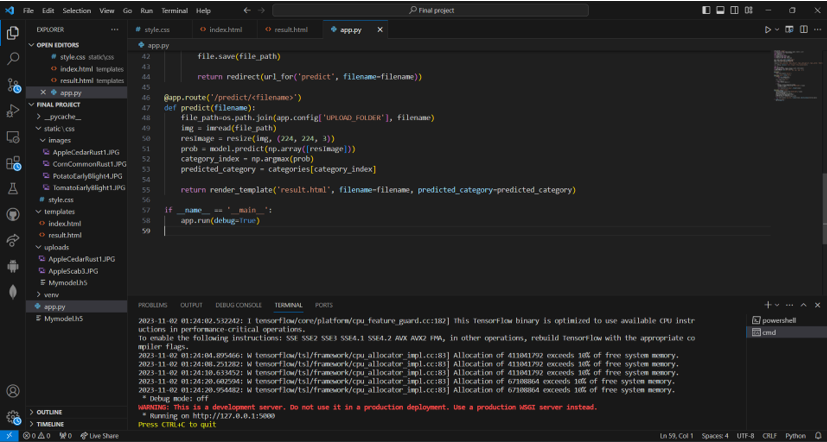 File Edit Selection View Go Run Terminal Help
Final project
EXPLORER
OPEN EDITORS
# style.css static\css
<> index.html templates
<> result.html templates
app.py
FINAL PROJECT
__pycache__
static \ css
images
AppleCedarRust1.JPG
CornCommonRust1.JPG
PotatoEarlyBlight4.JPG
TomatoEarlyBlight1.JPG
# style.css
templates
<> index.html
<> result.html
uploads
AppleCedarRust1.JPG
AppleScab3.JPG
Mymodel.h5
venv
app.py
Mymodel.h5
OUTLINE
TIMELINE
# style.css <> index.html <> result.html app.py
app.py
42 file.save(file_path)
43
44 return redirect(url_for('predict', filename=filename))
45
46 @app.route('/predict/<filename>')
47 def predict(filename):
48 file_path=os.path.join(app.config['UPLOAD_FOLDER'], filename)
49 img = imread(file_path)
50 resImage = resize(img, (224, 224, 3))
51 prob = model.predict(np.array([resImage]))
52 category_index = np.argmax(prob)
53 predicted_category = categories[category_index]
54
55 return render_template('result.html', filename=filename, predicted_category=predicted_category)
56
57 if __name__ == '__main__':
58 app.run(debug=True)
59
PROBLEMS OUTPUT DEBUG CONSOLE TERMINAL PORTS
2023-11-02 01:24:02.532242: I tensorflow/core/platform/cpu_feature_guard.cc:182] This TensorFlow binary is optimized to use available CPU instr
uctions in performance-critical operations.
To enable the following instructions: SSE SSE2 SSE3 SSE4.1 SSE4.2 AVX AVX2 FMA, in other operations, rebuild TensorFlow with the appropriate co
mpiler flags.
2023-11-02 01:24:04.895466: W tensorflow/tsl/framework/cpu_allocator_impl.cc:83] Allocation of 411041792 exceeds 10% of free system memory.
2023-11-02 01:24:08.251282: W tensorflow/tsl/framework/cpu_allocator_impl.cc:83] Allocation of 411041792 exceeds 10% of free system memory.
2023-11-02 01:24:10.633452: W tensorflow/tsl/framework/cpu_allocator_impl.cc:83] Allocation of 411041792 exceeds 10% of free system memory.
2023-11-02 01:24:20.602594: W tensorflow/tsl/framework/cpu_allocator_impl.cc:83] Allocation of 67108864 exceeds 10% of free system memory.
2023-11-02 01:24:20.954482: W tensorflow/tsl/framework/cpu_allocator_impl.cc:83] Allocation of 67108864 exceeds 10% of free system memory.
* Debug mode: off
WARNING: This is a development server. Do not use it in a production deployment. Use a production WSGI server instead.
* Running on http://127.0.0.1:5000
Press CTRL+C to quit
powershell
cmd
0 0 0 Live Share
Ln 59, Col 1 Spaces: 4 UTF-8 CRLF Python